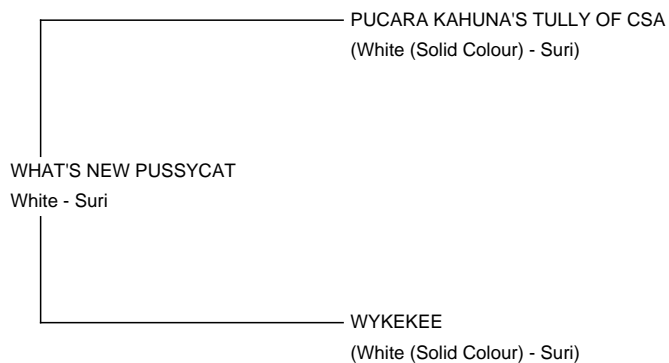 PUCARA KAHUNA'S TULLY OF CSA
(White (Solid Colour) - Suri)
WHAT'S NEW PUSSYCAT
White - Suri
WYKEKEE
(White (Solid Colour) - Suri)